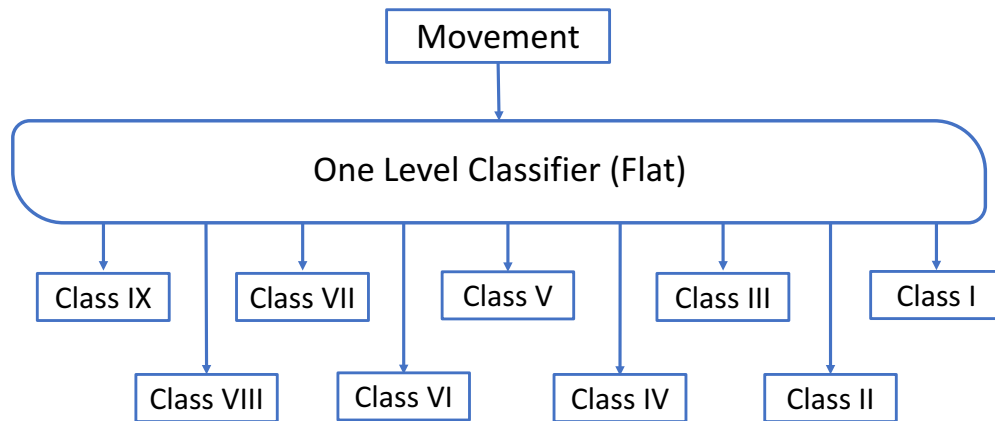 Movement
One Level Classifier (Flat)
Class IX
Class VII
Class V
Class III
Class I
Class VIII
Class VI
Class IV
Class II